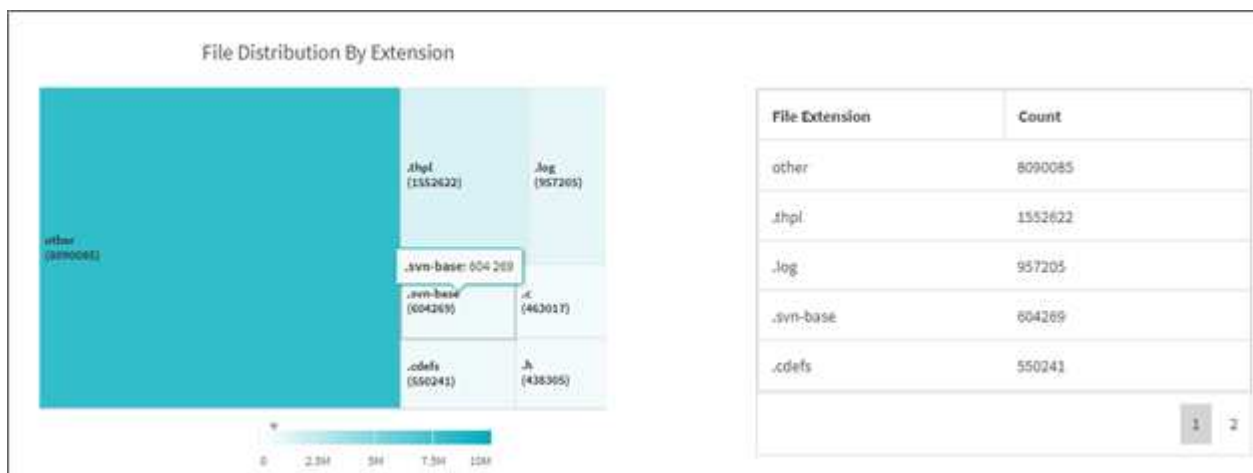 File Distribution By Extension
other
(8090085)
.thpl
(1552622)
.log
(957205)
.svn-base: 604 269
.svn-base
(604269)
.c
(463017)
.cdefs
(550241)
.h
(438305)
0 2.5M 5M 7.5M 10M
File Extension Count
other 8090085
.thpl 1552622
.log 957205
.svn-base 604269
.cdefs 550241
1 2